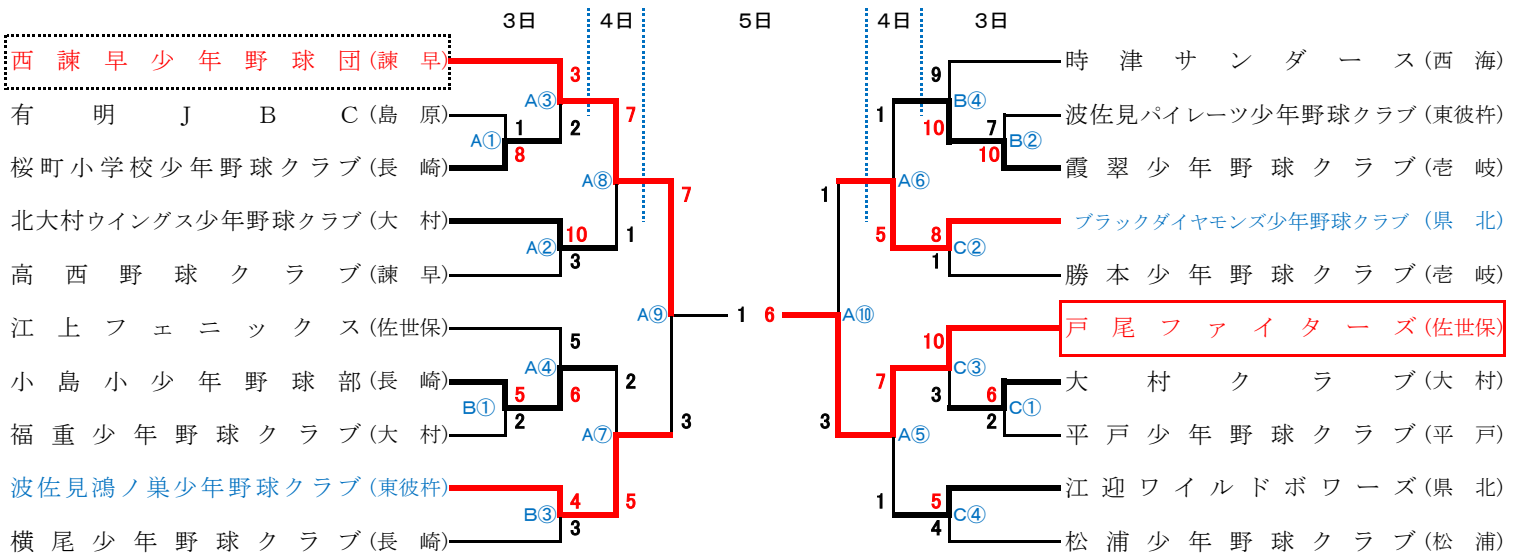 3日 4日 5日 4日 3日
西諫早少年野球団(諫早)
有明JBC(島原)
桜町小学校少年野球クラブ(長崎)
北大村ウイングス少年野球クラブ(大村)
高西野球クラブ(諫早)
江上フェニックス(佐世保)
小島小少年野球部(長崎)
福重少年野球クラブ(大村)
波佐見鴻ノ巣少年野球クラブ(東彼杵)
横尾少年野球クラブ(長崎)
3
A③
7
1
2
A①
8
A⑧
7
10
1
A②
3
A⑨
1
5
A④
2
5
6
B①
2
3
A⑦
4
5
B③
3
6
9
1
B④
10
7
B②
10
1
A⑥
5
8
C②
1
A⑩
10
7
C③
3
6
C①
2
3
A⑤
1
5
C④
4
時津サンダース(西海)
波佐見パイレーツ少年野球クラブ(東彼杵)
霞翠少年野球クラブ(壱岐)
ブラックダイヤモンズ少年野球クラブ(県北)
勝本少年野球クラブ(壱岐)
戸尾ファイターズ(佐世保)
大村クラブ(大村)
平戸少年野球クラブ(平戸)
江迎ワイルドボワーズ(県北)
松浦少年野球クラブ(松浦)